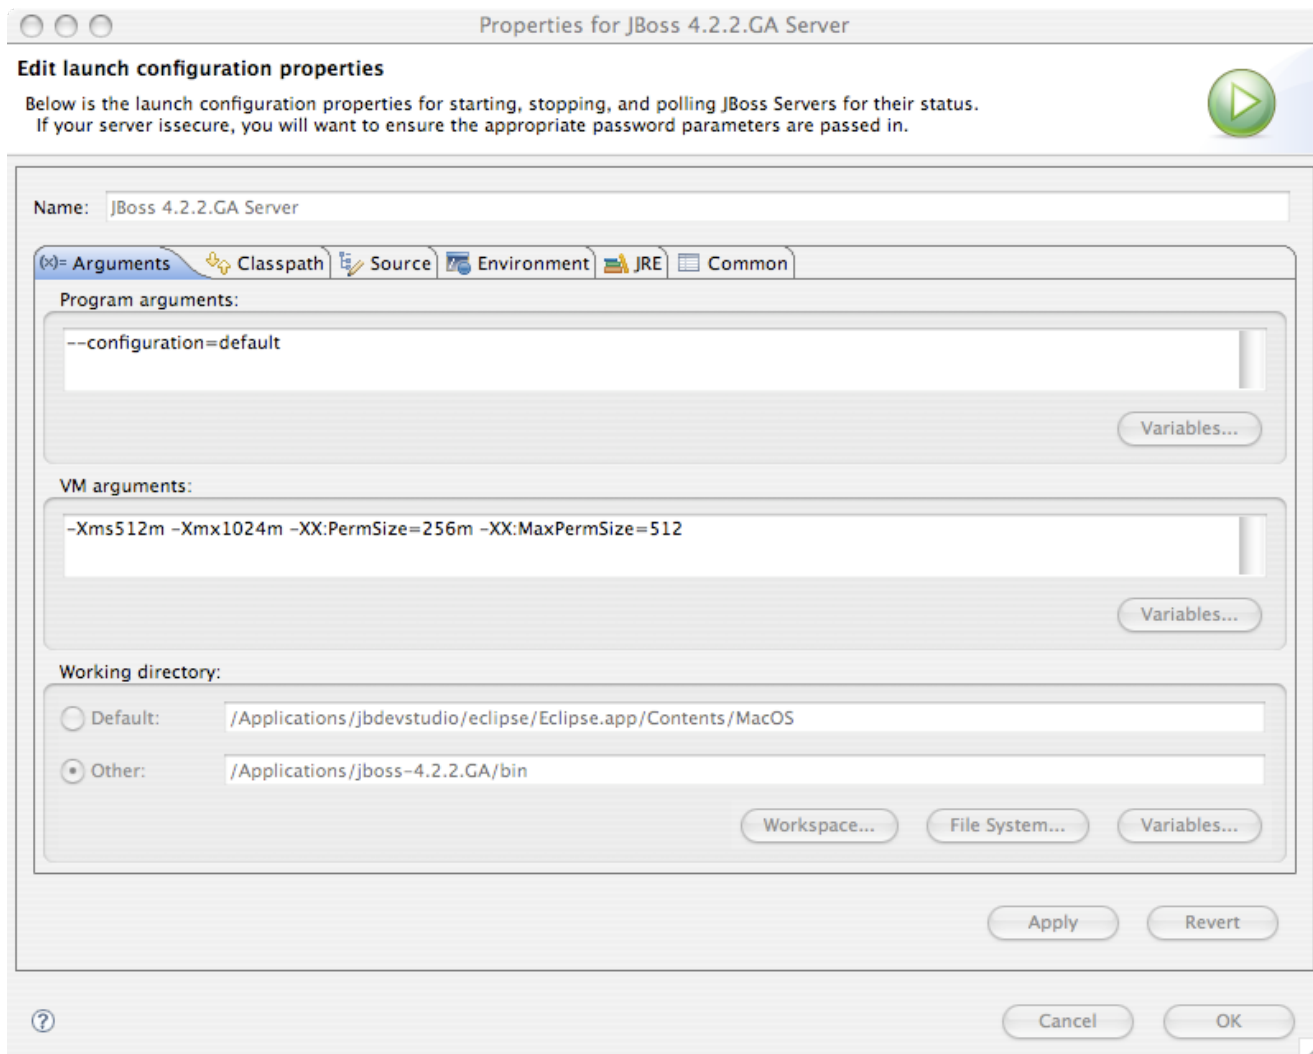 Properties for JBoss 4.2.2.GA Server
Edit launch configuration properties
Below is the launch configuration properties for starting, stopping, and polling JBoss Servers for their status.
If your server issecure, you will want to ensure the appropriate password parameters are passed in.
Name: JBoss 4.2.2.GA Server
(x)= Arguments Classpath Source Environment JRE Common
Program arguments:
--configuration=default
Variables...
VM arguments:
-Xms512m -Xmx1024m -XX:PermSize=256m -XX:MaxPermSize=512
Variables...
Working directory:
Default: /Applications/jbdevstudio/eclipse/Eclipse.app/Contents/MacOS
Other: /Applications/jboss-4.2.2.GA/bin
Workspace... File System... Variables...
Apply Revert
? Cancel OK